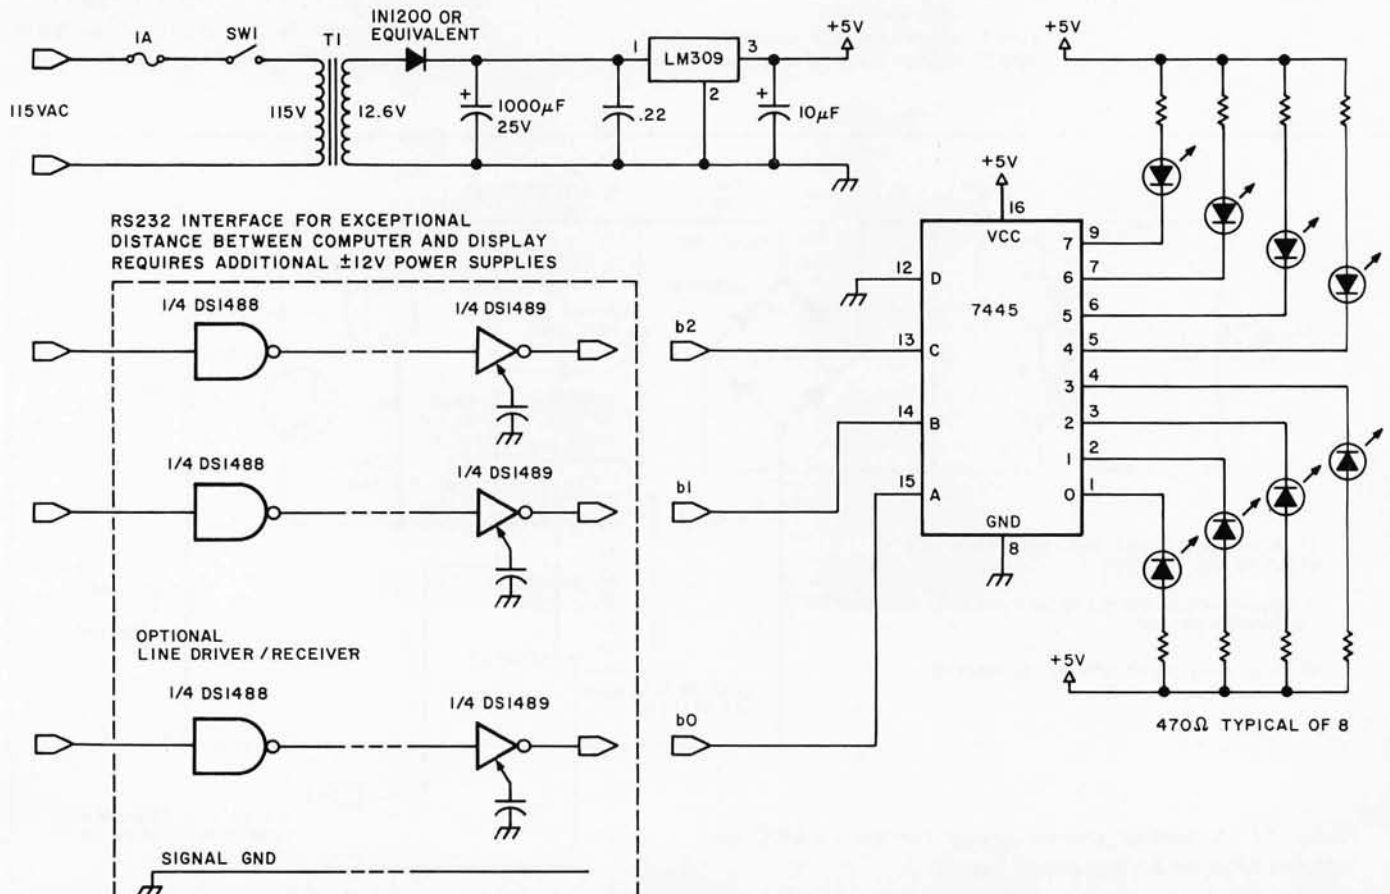 1A
SW1
T1
IN1200 OR
EQUIVALENT
1
LM309
3
2
+5V
+5V
115VAC
115V
12.6V
+
1000µF
25V
.22
+
10µF
RS232 INTERFACE FOR EXCEPTIONAL
DISTANCE BETWEEN COMPUTER AND DISPLAY
REQUIRES ADDITIONAL ±12V POWER SUPPLIES
1/4 DS1488
1/4 DS1489
1/4 DS1488
1/4 DS1489
OPTIONAL
LINE DRIVER/RECEIVER
1/4 DS1488
1/4 DS1489
SIGNAL GND
b2
b1
b0
+5V
16
VCC
12
D
7445
13
C
14
B
15
A
GND
8
7
9
6
7
5
6
4
5
3
4
2
3
1
2
0
1
+5V
470Ω TYPICAL OF 8